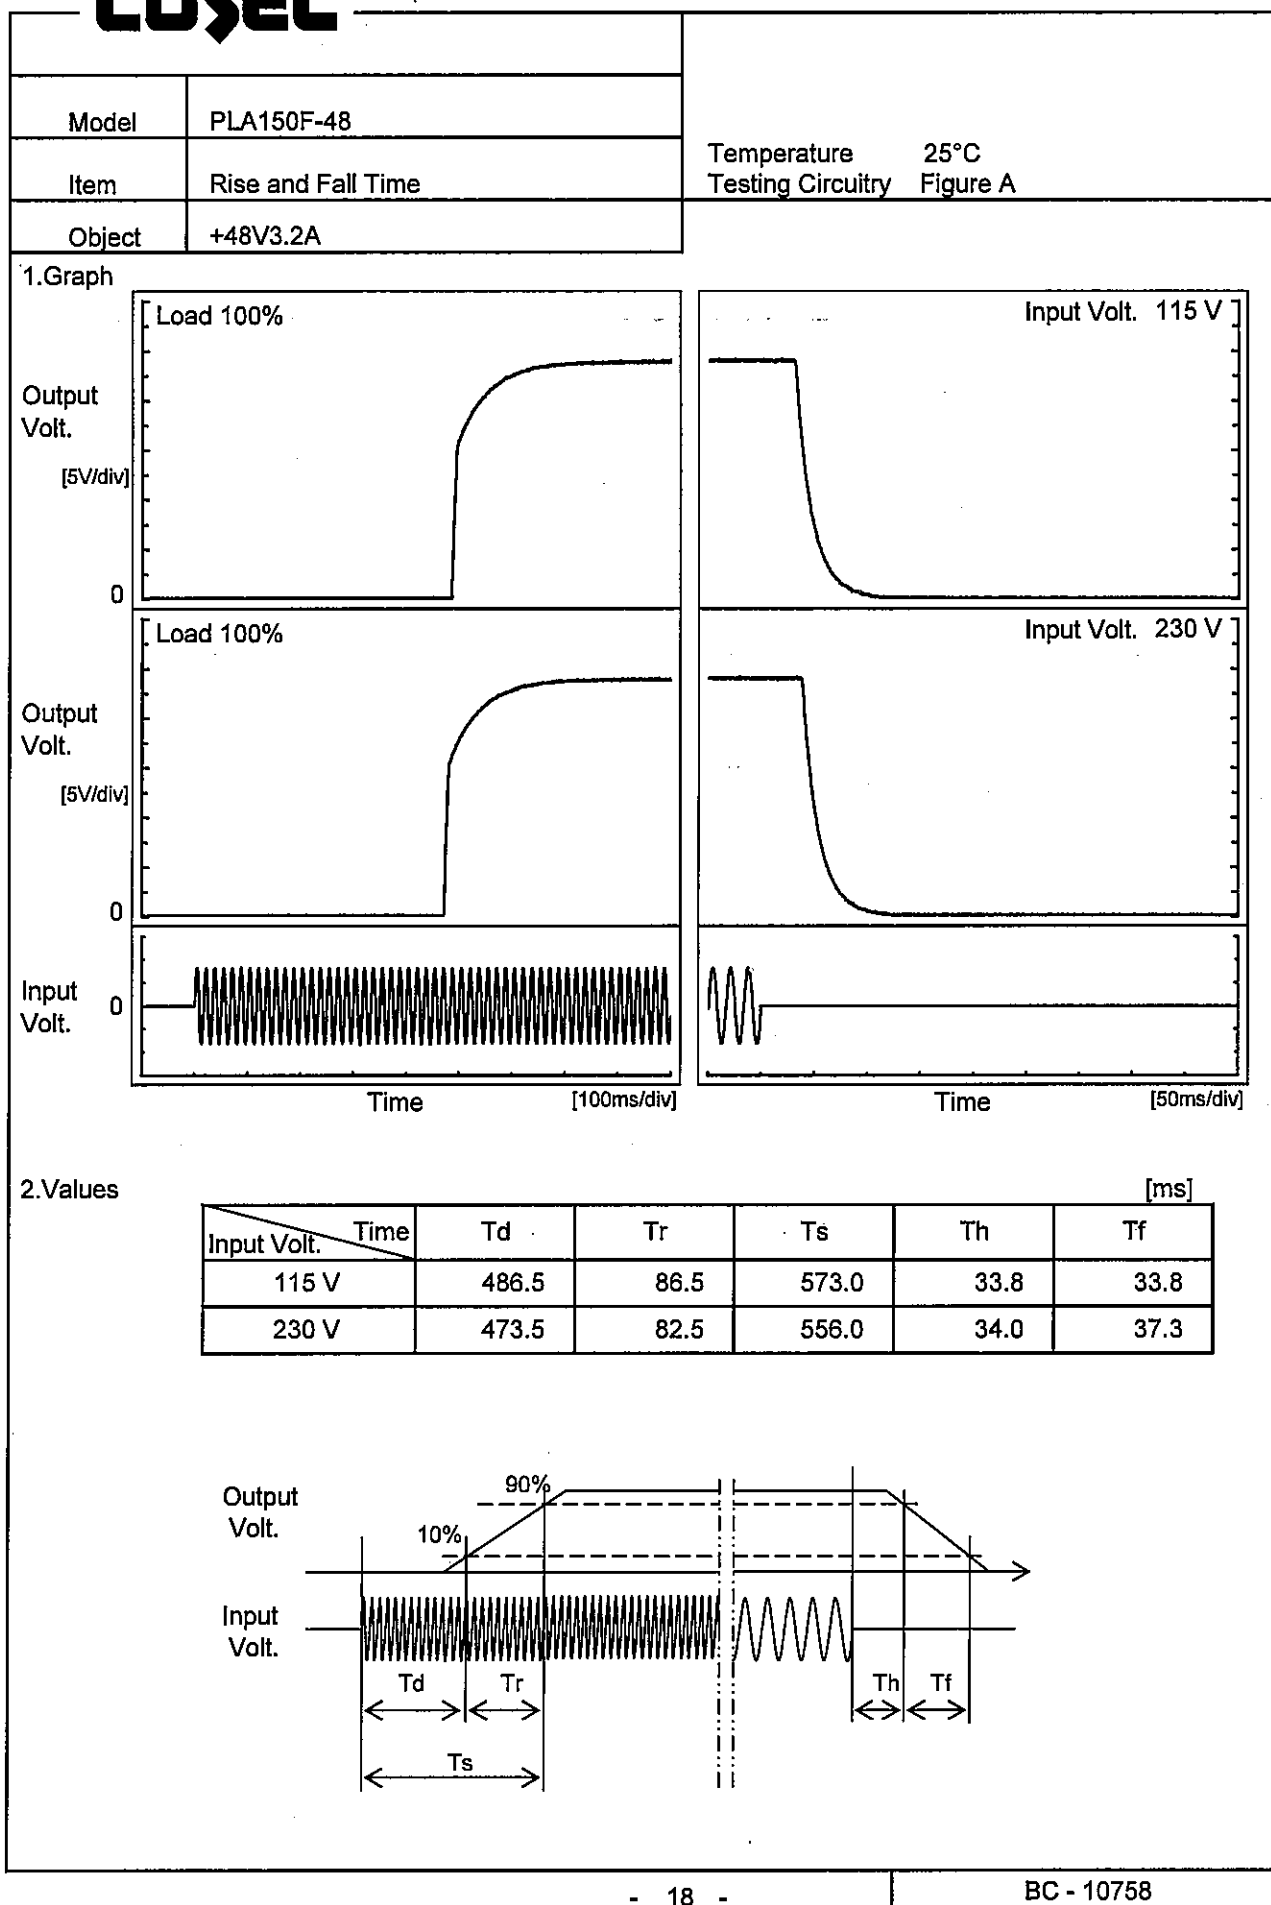 COSEL
Model PLA150F-48
Item Rise and Fall Time
Temperature 25°C
Testing Circuitry Figure A
Object +48V3.2A
1.Graph
Load 100%
Input Volt. 115 V
Output
Volt.
[5V/div]
0
Load 100%
Input Volt. 230 V
Output
Volt.
[5V/div]
0
Input
Volt.
0
Time [100ms/div]
Time [50ms/div]
2.Values
[ms]
Time Input Volt. Td Tr Ts Th Tf
115 V 486.5 86.5 573.0 33.8 33.8
230 V 473.5 82.5 556.0 34.0 37.3
Output
Volt.
90%
10%
Input
Volt.
Td Tr Th Tf
Ts
- 18 -
BC - 10758